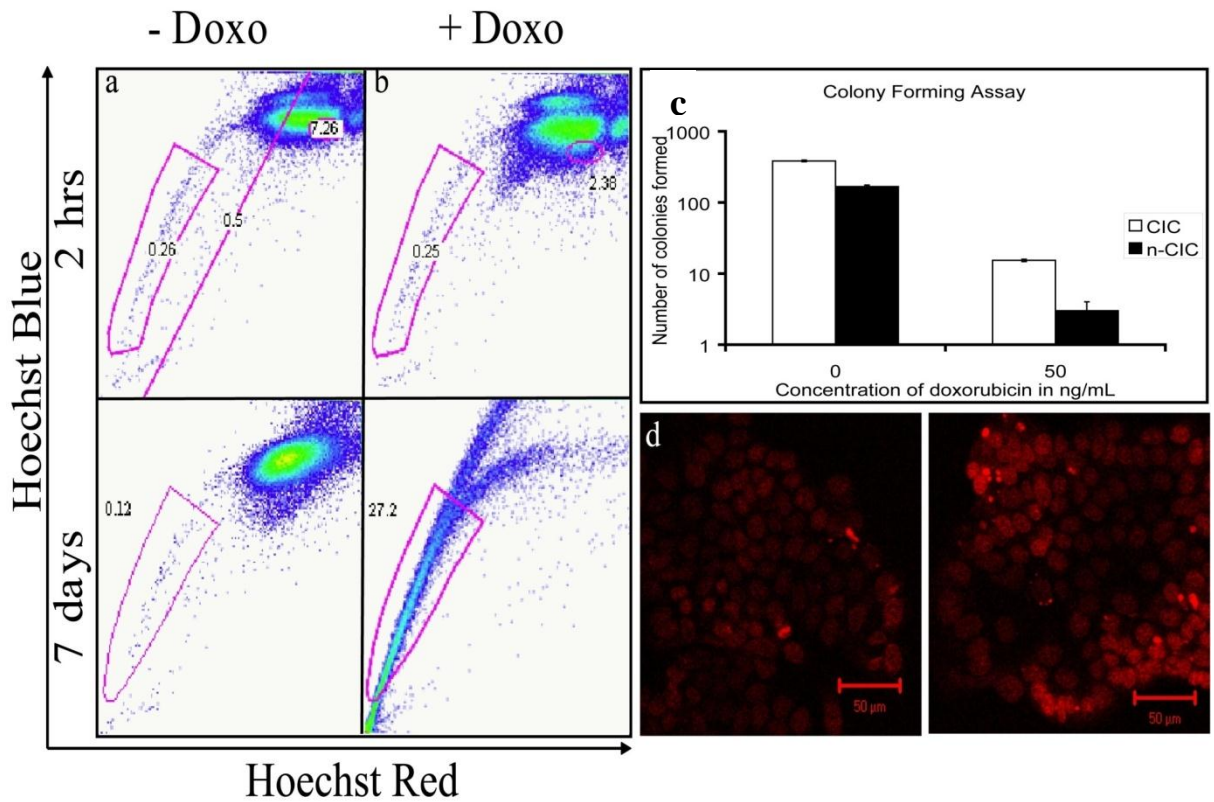 - Doxo
+ Doxo
Hoechst Blue
2 hrs
7 days
a
7.26
0.5
0.26
b
2.38
0.25
0.12
27.2
Hoechst Red
c
Colony Forming Assay
Number of colonies formed
1000
100
10
1
0
50
Concentration of doxorubicin in ng/mL
CIC
n-CIC
d
50 µm
50 µm